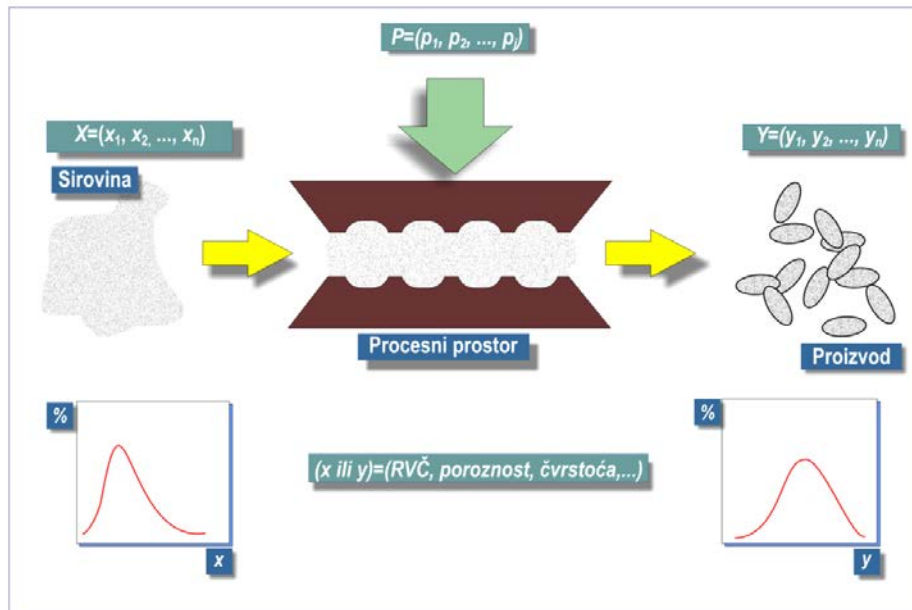 P=(p₁, p₂, ..., pⱼ)
X=(x₁, x₂, ..., xₙ)
Y=(y₁, y₂, ..., yₙ)
Sirovina
Procesni prostor
Proizvod
%
%
(x ili y)=(RVČ, poroznost, čvrstoća,...)
x
y